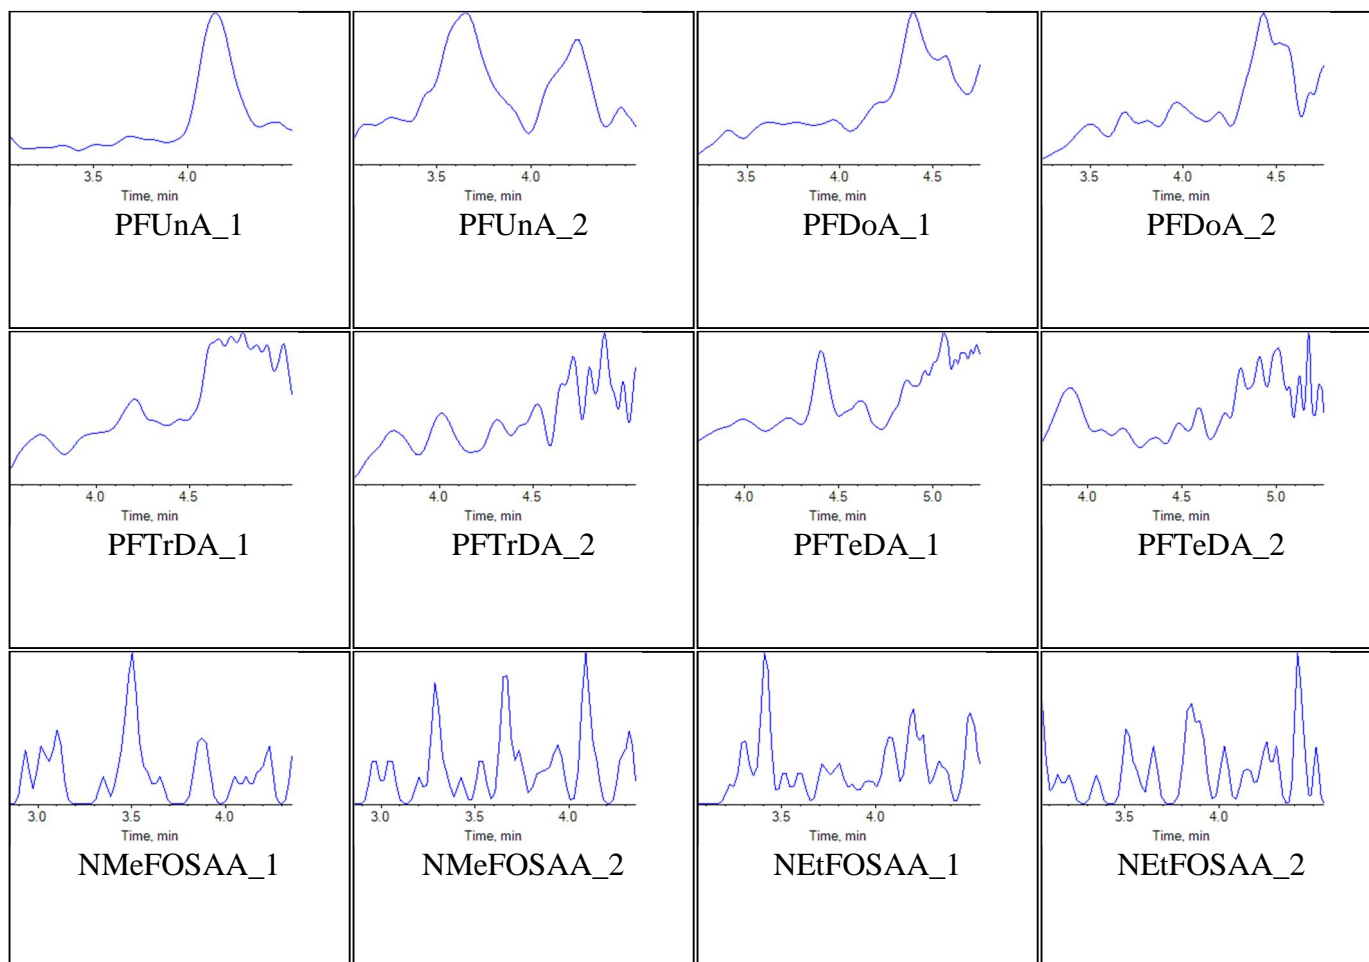 3.5 4.0
Time, min
PFUnA_1
3.5 4.0
Time, min
PFUnA_2
3.5 4.0 4.5
Time, min
PFDoA_1
3.5 4.0 4.5
Time, min
PFDoA_2
4.0 4.5
Time, min
PFTrDA_1
4.0 4.5
Time, min
PFTrDA_2
4.0 4.5 5.0
Time, min
PFTeDA_1
4.0 4.5 5.0
Time, min
PFTeDA_2
3.0 3.5 4.0
Time, min
NMeFOSAA_1
3.0 3.5 4.0
Time, min
NMeFOSAA_2
3.5 4.0
Time, min
NEtFOSAA_1
3.5 4.0
Time, min
NEtFOSAA_2